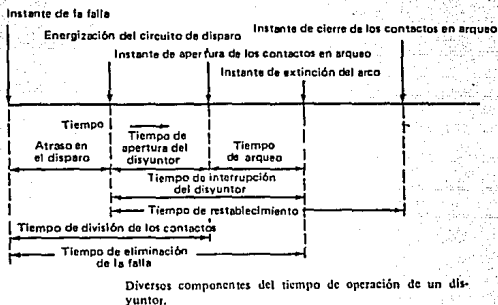 Instante de la falla
Energización del circuito de disparo
Instante de cierre de los contactos en arqueo
Instante de apertura de los contactos en arqueo
Instante de extinción del arco
Tiempo
Atraso en
el disparo
Tiempo de
apertura del
disyuntor
Tiempo
de arqueo
Tiempo de interrupción
del disyuntor
Tiempo de restablecimiento
Tiempo de división de los contactos
Tiempo de eliminación
de la falla
Diversos componentes del tiempo de operación de un dis-
yuntor.